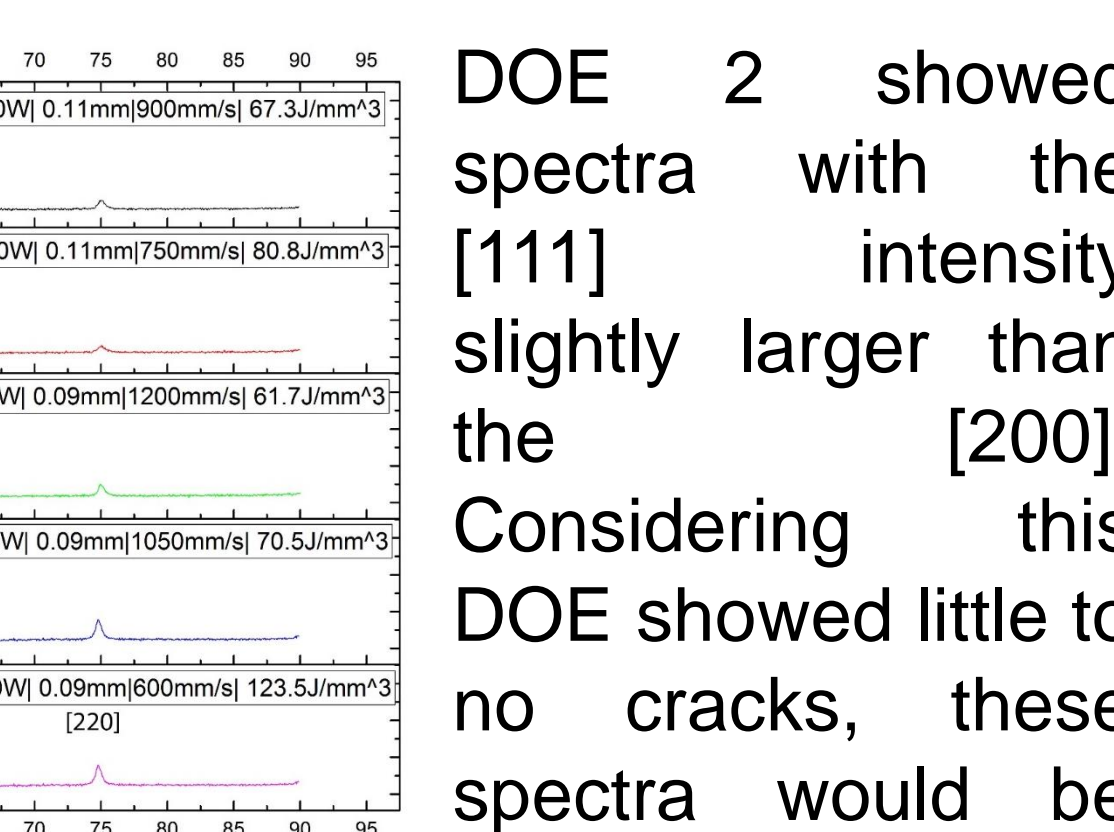 70 75 80 85 90 95
0W| 0.11mm|900mm/s| 67.3J/mm^3
0W| 0.11mm|750mm/s| 80.8J/mm^3
W| 0.09mm|1200mm/s| 61.7J/mm^3
W| 0.09mm|1050mm/s| 70.5J/mm^3
0W| 0.09mm|600mm/s| 123.5J/mm^3
[220]
70 75 80 85 90 95
DOE 2 showed
spectra with the
[111] intensity
slightly larger than
the [200]
Considering this
DOE showed little to
no cracks, these
spectra would be